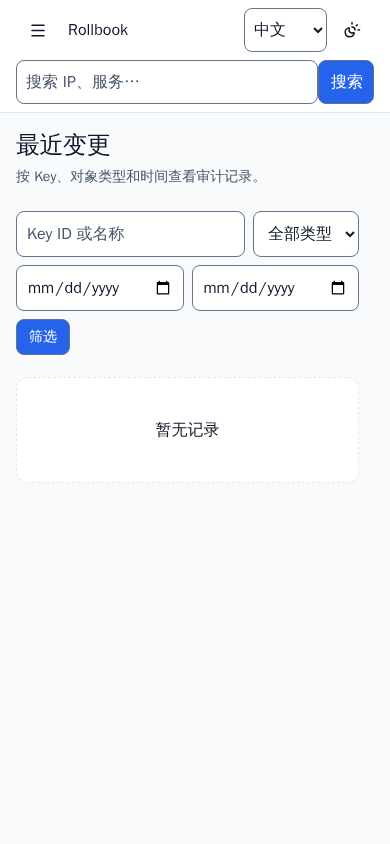 Rollbook
中文
搜索 IP、服务…
搜索
最近变更
按 Key、对象类型和时间查看审计记录。
Key ID 或名称
全部类型
mm/dd/yyyy
mm/dd/yyyy
筛选
暂无记录